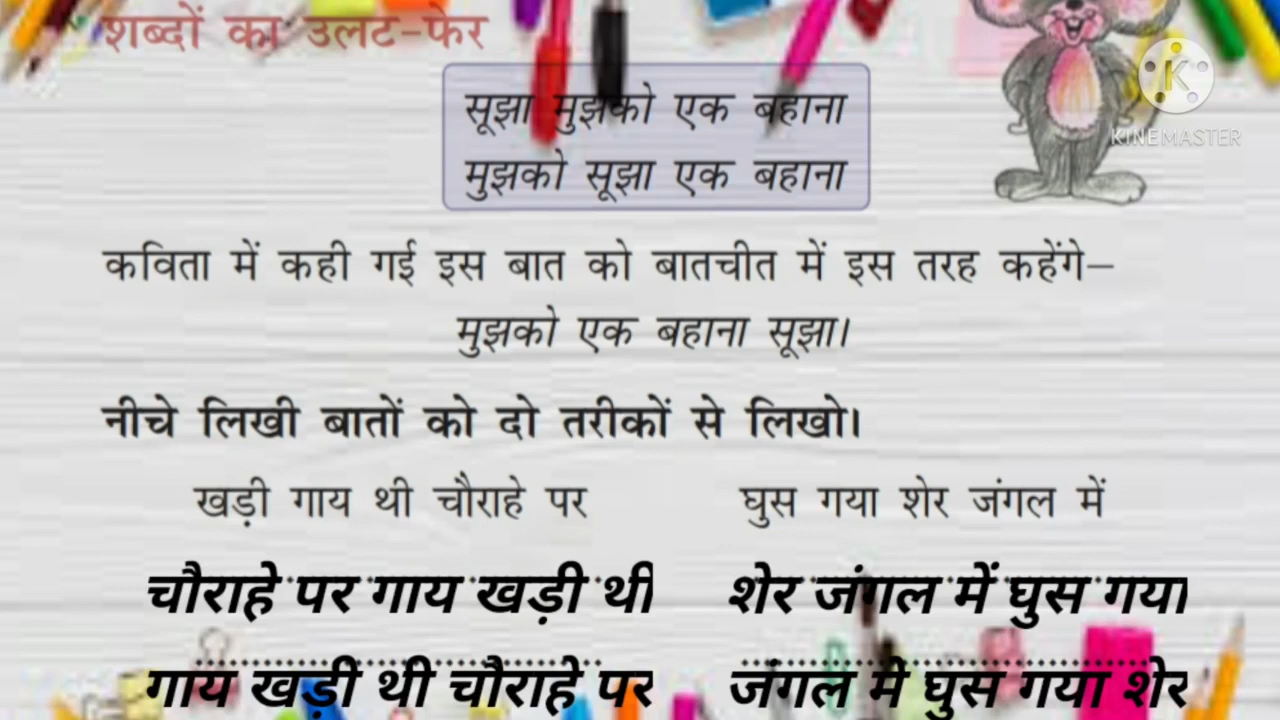 शब्दों का उलट-फेर
सूझा मुझको एक बहाना
मुझको सूझा एक बहाना
KINEMASTER
कविता में कही गई इस बात को बातचीत में इस तरह कहेंगे–
मुझको एक बहाना सूझा।
नीचे लिखी बातों को दो तरीकों से लिखो।
खड़ी गाय थी चौराहे पर घुस गया शेर जंगल में
चौराहे पर गाय खड़ी थी शेर जंगल में घुस गया
गाय खड़ी थी चौराहे पर जंगल मे घुस गया शेर